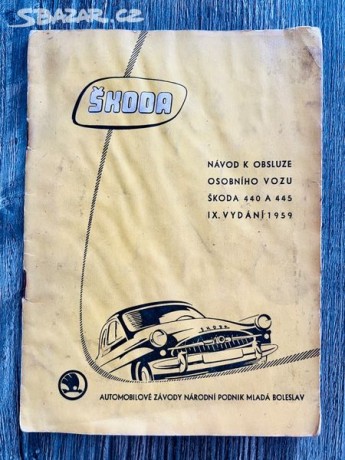 SBAZAR.CZ
ŠKODA
NÁVOD K OBSLUZE
OSOBNÍHO VOZU
ŠKODA 440 A 445
IX. VYDÁNÍ 1959
SKODA
AUTOMOBILOVÉ ZÁVODY NÁRODNÍ PODNIK MLADÁ BOLESLAV